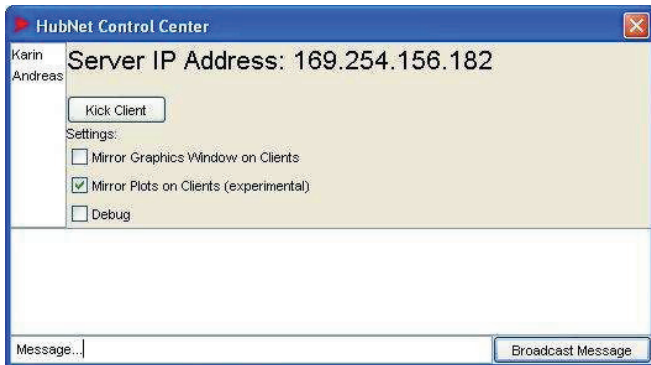 HubNet Control Center
Karin
Andreas
Server IP Address: 169.254.156.182
Kick Client
Settings:
Mirror Graphics Window on Clients
Mirror Plots on Clients (experimental)
Debug
Message...
Broadcast Message